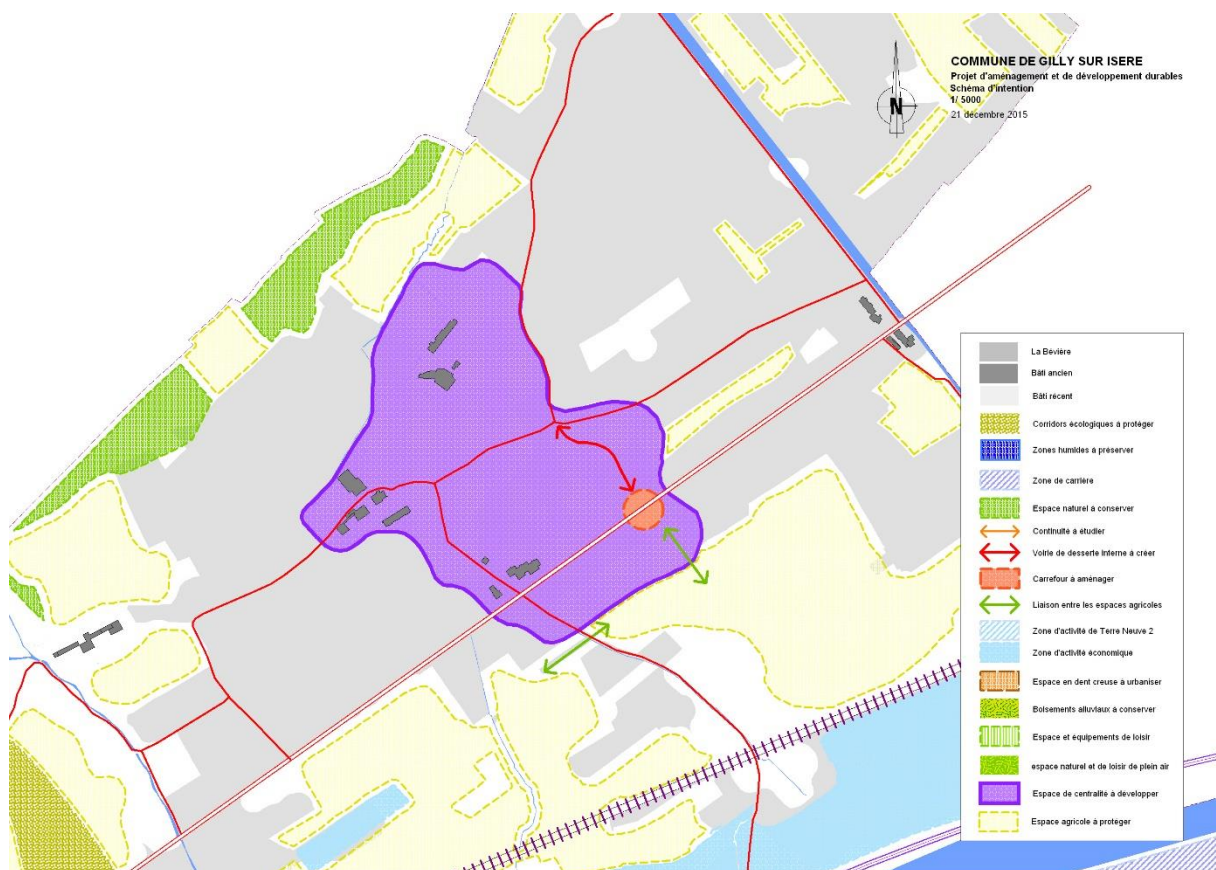 COMMUNE DE GILLY SUR ISERE
Projet d'aménagement et de développement durables
Schéma d'intention
1/ 5000
21 décembre 2015
N
La Bévière
Bâti ancien
Bâti récent
Corridors écologiques à protéger
Zones humides à préserver
Zone de carrière
Espace naturel à conserver
Continuité à étudier
Voirie de desserte interne à créer
Carrefour à aménager
Liaison entre les espaces agricoles
Zone d'activité de Terre Neuve 2
Zone d'activité économique
Espace en dent creuse à urbaniser
Boisements alluviaux à conserver
Espace et équipements de loisir
espace naturel et de loisir de plein air
Espace de centralité à développer
Espace agricole à protéger